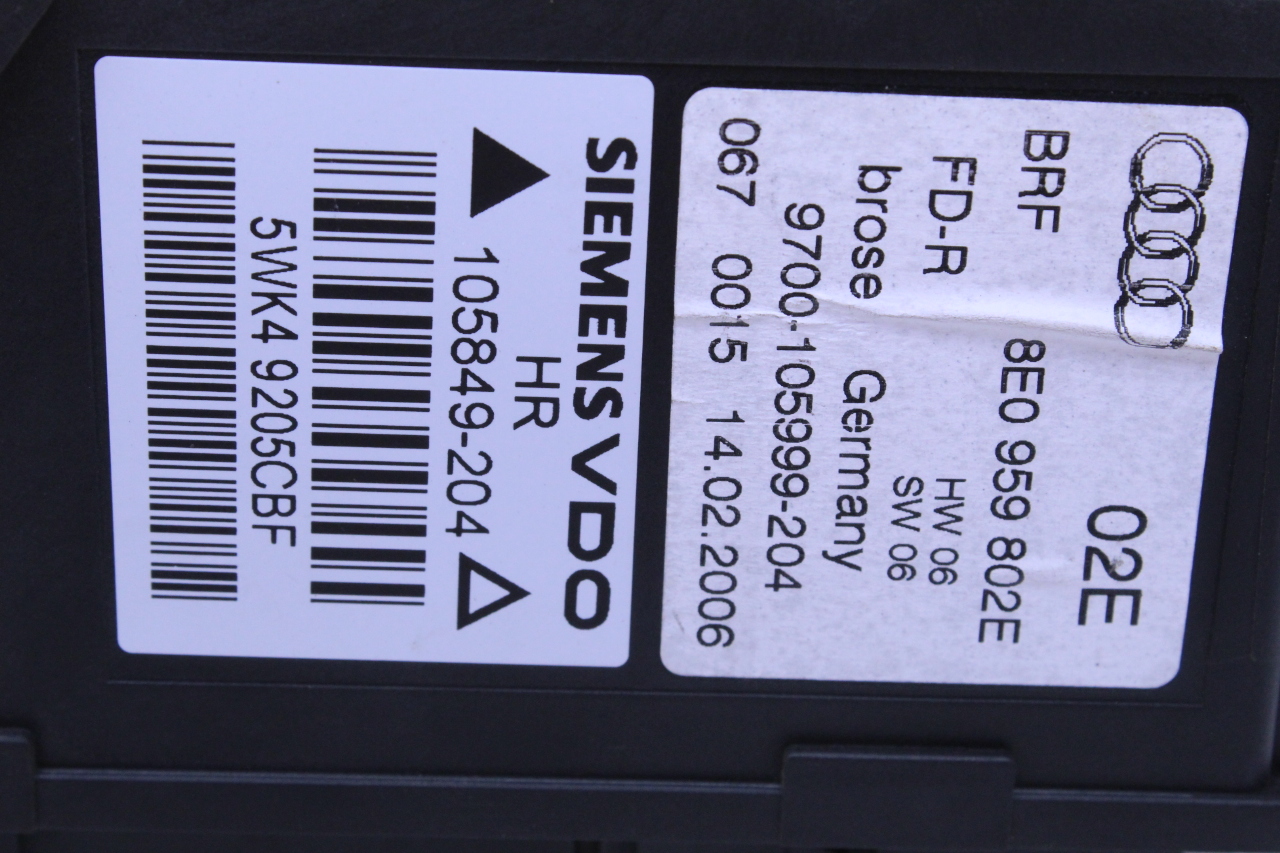 02E
BRF 8E0 959 802E
FD-R HW 06
SW 06
brose Germany
9700-105999-204
067 0015 14.02.2006
SIEMENS VDO
HR
105849-204
5WK4 9205CBF